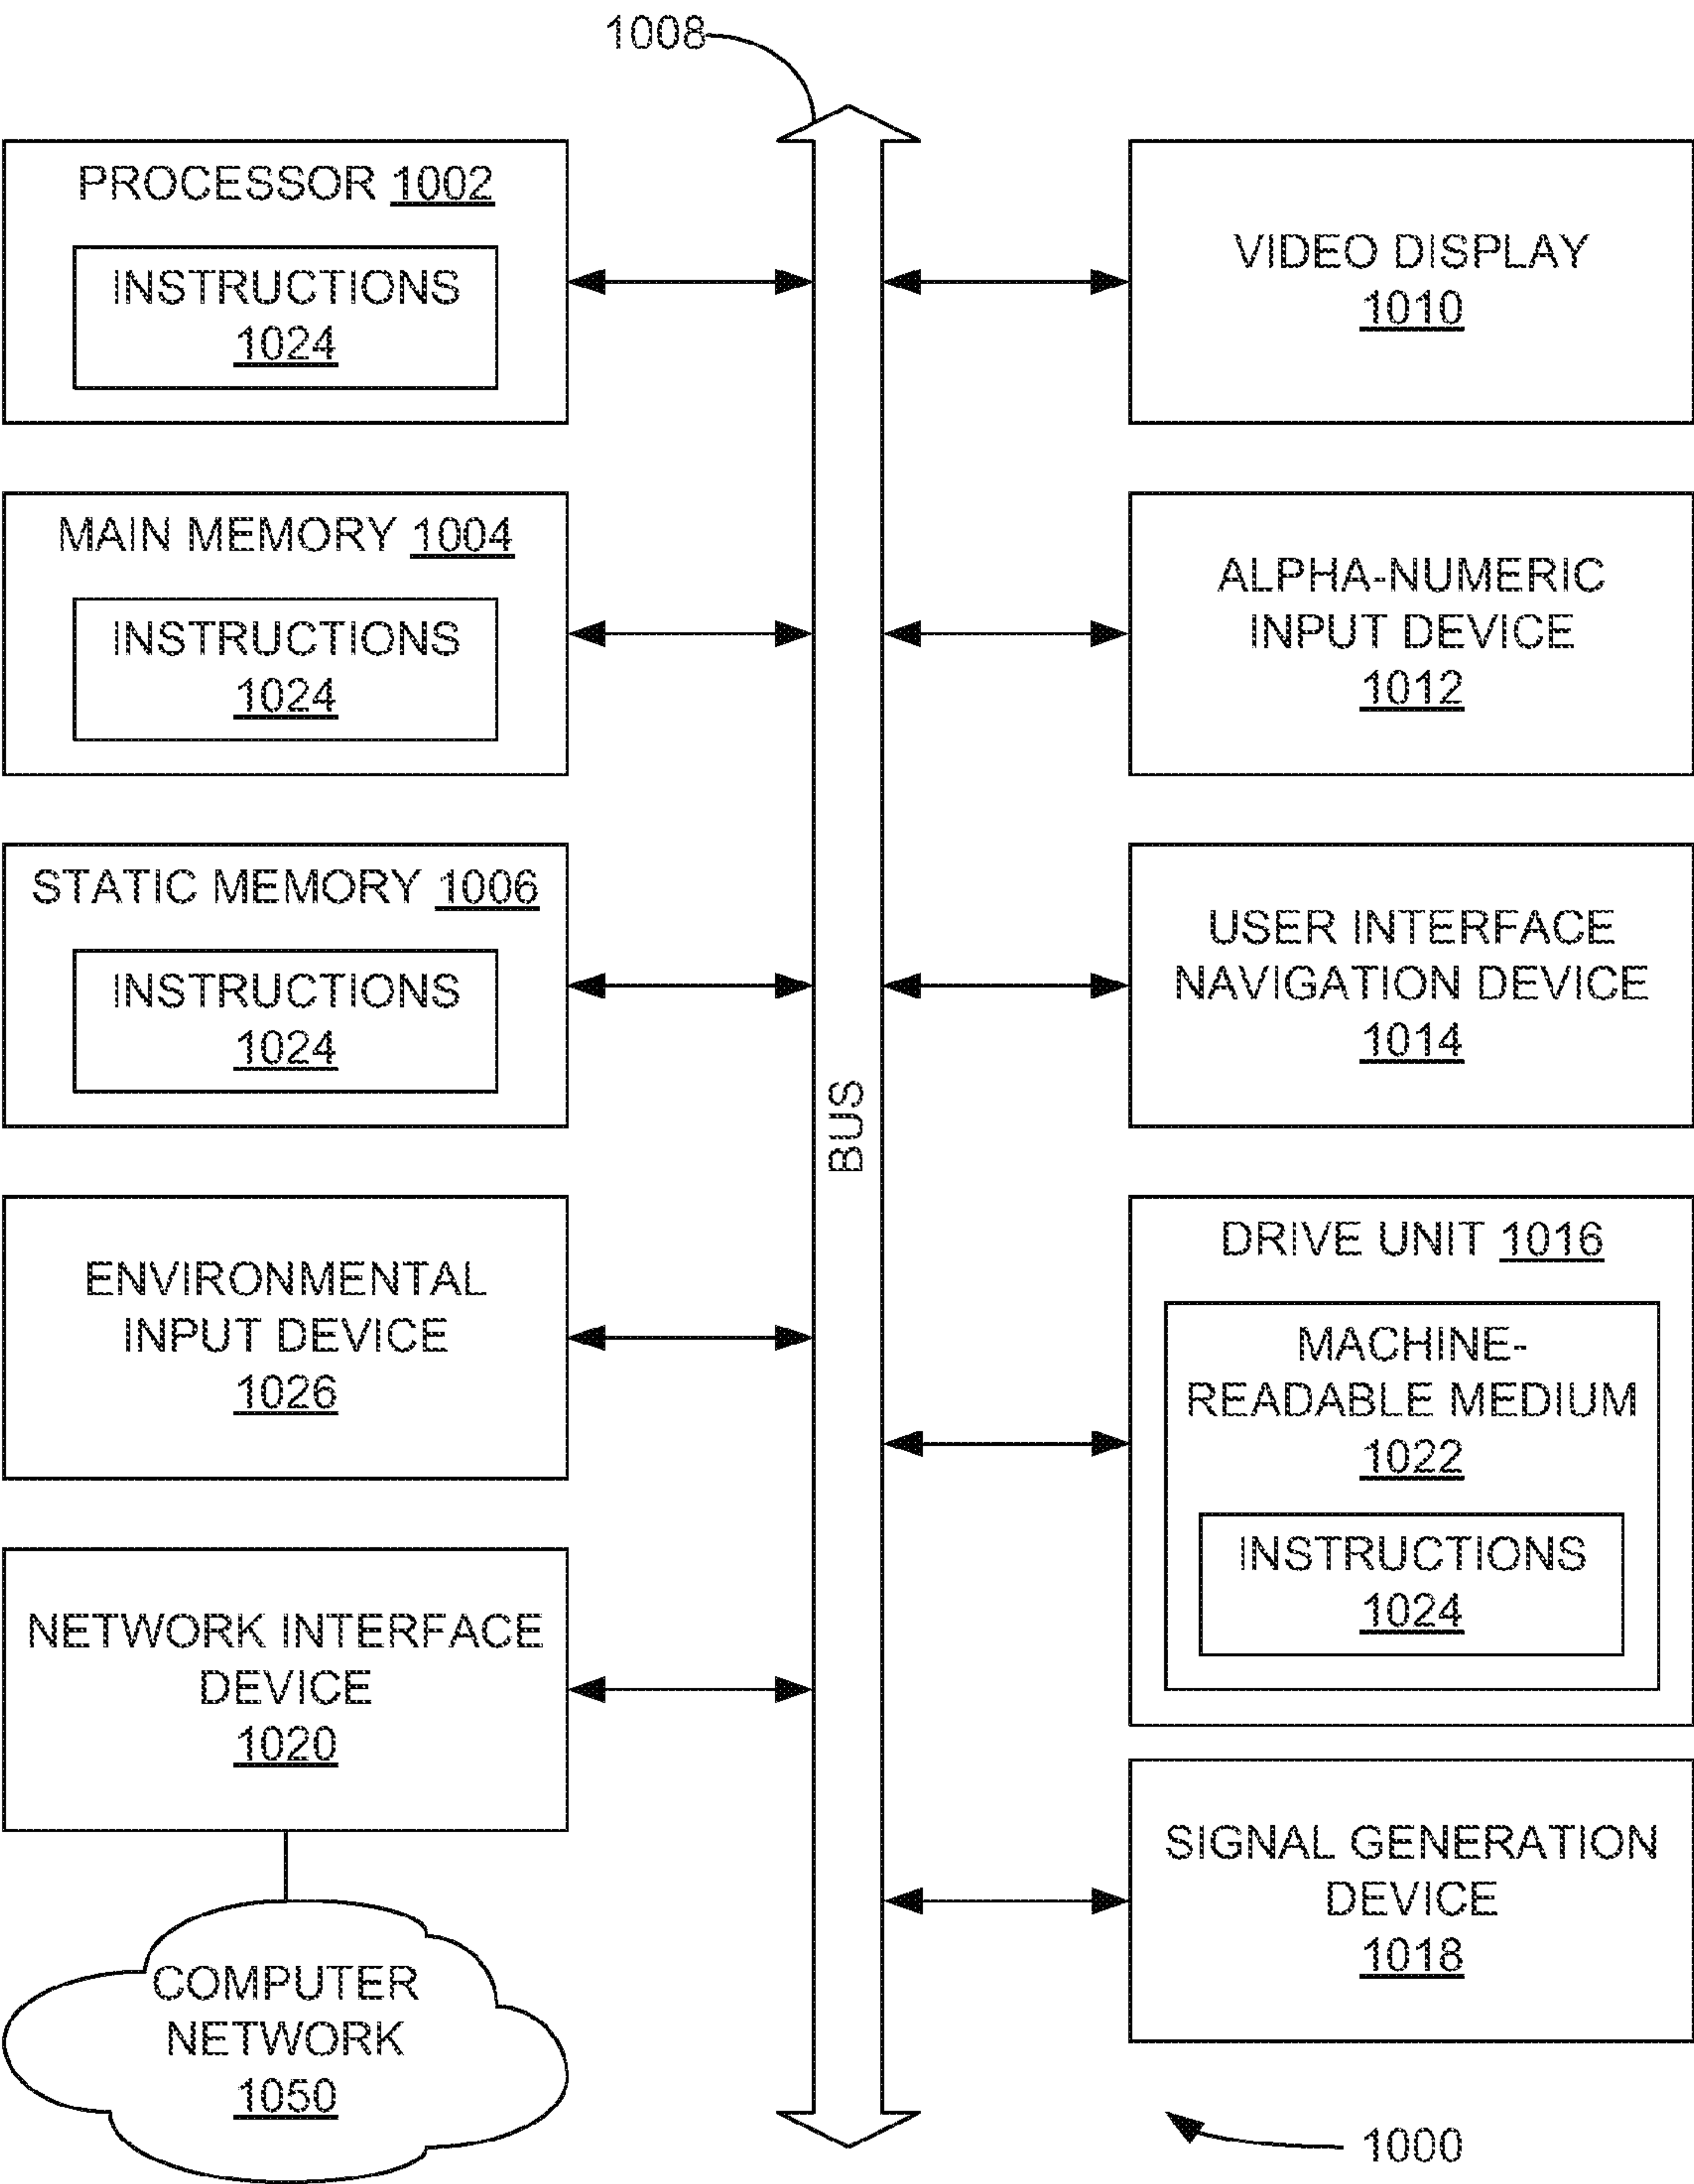 1008
PROCESSOR 1002
INSTRUCTIONS
1024
MAIN MEMORY 1004
INSTRUCTIONS
1024
STATIC MEMORY 1006
INSTRUCTIONS
1024
ENVIRONMENTAL
INPUT DEVICE
1026
NETWORK INTERFACE
DEVICE
1020
COMPUTER
NETWORK
1050
BUS
VIDEO DISPLAY
1010
ALPHA-NUMERIC
INPUT DEVICE
1012
USER INTERFACE
NAVIGATION DEVICE
1014
DRIVE UNIT 1016
MACHINE-
READABLE MEDIUM
1022
INSTRUCTIONS
1024
SIGNAL GENERATION
DEVICE
1018
1000